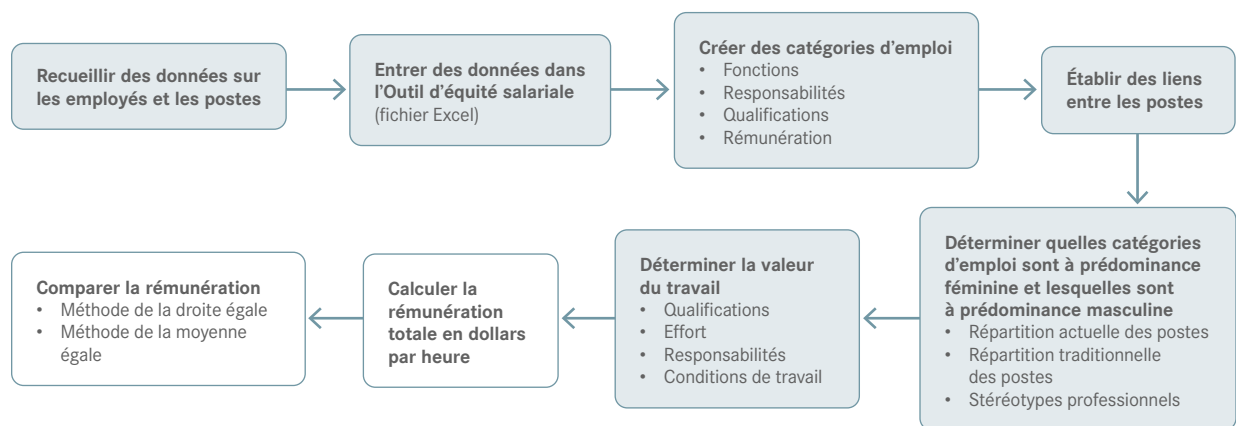 Recueillir des données sur
les employés et les postes
Entrer des données dans
l'Outil d'équité salariale
(fichier Excel)
Créer des catégories d'emploi
• Fonctions
• Responsabilités
• Qualifications
• Rémunération
Établir des liens
entre les postes
Déterminer quelles catégories
d'emploi sont à prédominance
féminine et lesquelles sont
à prédominance masculine
• Répartition actuelle des postes
• Répartition traditionnelle
des postes
• Stéréotypes professionnels
Déterminer la valeur
du travail
• Qualifications
• Effort
• Responsabilités
• Conditions de travail
Calculer la
rémunération
totale en dollars
par heure
Comparer la rémunération
• Méthode de la droite égale
• Méthode de la moyenne
égale